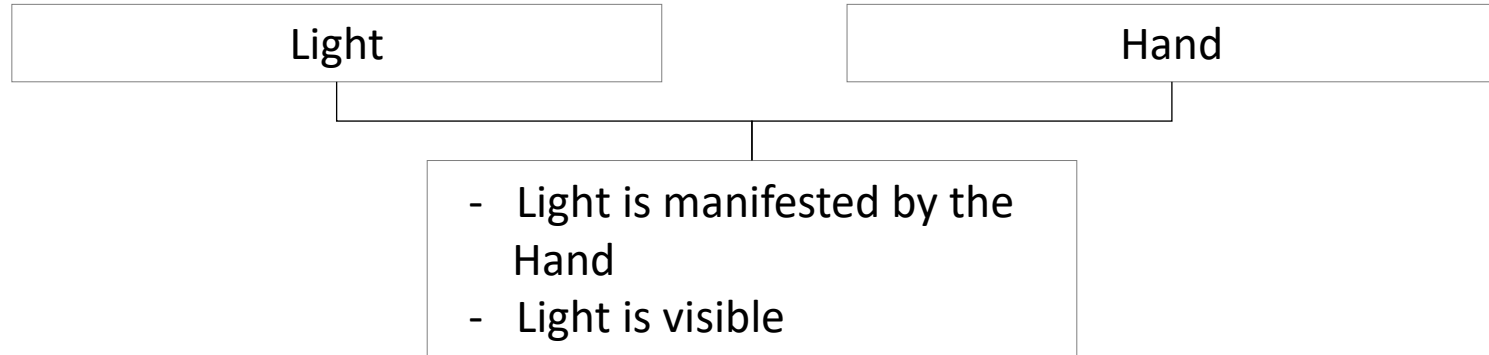 Light
Hand
- Light is manifested by the
Hand
- Light is visible